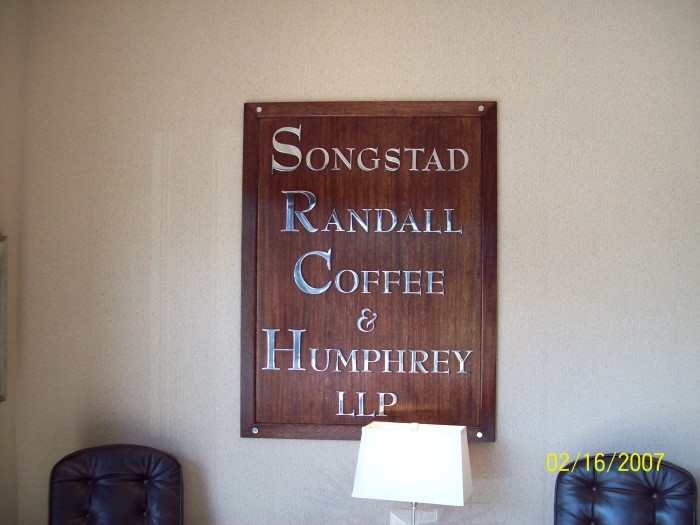 SONGSTAD
RANDALL
COFFEE
&
HUMPHREY
LLP
02/16/2007